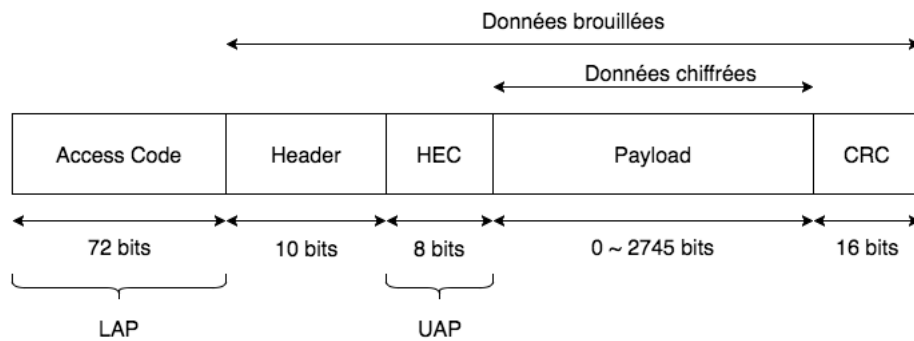 Données brouillées
Données chiffrées
Access Code Header HEC Payload CRC
72 bits 10 bits 8 bits 0 ~ 2745 bits 16 bits
LAP UAP